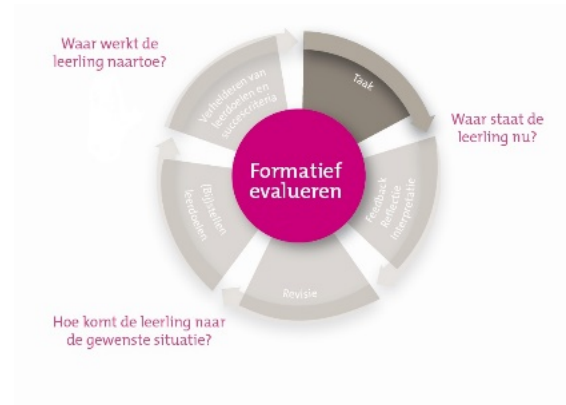 Waar werkt de
leerling naartoe?
Verhelderen van
leerdoelen en
succescriteria
Taak
Waar staat de
leerling nu?
Formatief
evalueren
Feedback
Reflectie
Interpretatie
(Bij)stellen
leerdoelen
Revisie
Hoe komt de leerling naar
de gewenste situatie?